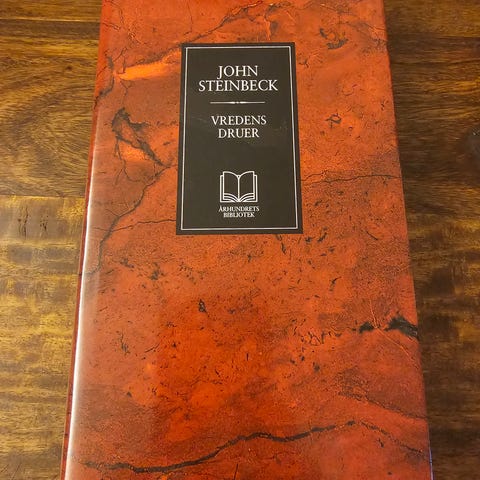 JOHN
STEINBECK
VREDENS
DRUER
ÅRHUNDRETS
BIBLIOTEK